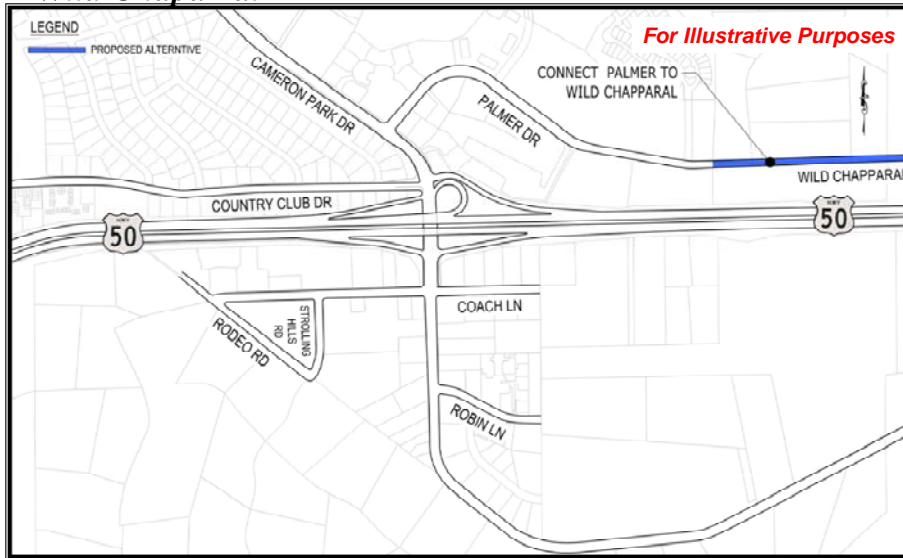 LEGEND
PROPOSED ALTERNTIVE
For Illustrative Purposes
CONNECT PALMER TO
WILD CHAPPARAL
CAMERON PARK DR
PALMER DR
WILD CHAPPARAL
COUNTRY CLUB DR
50
50
COACH LN
STROLLING
HILLS
RD
RODEO RD
ROBIN LN